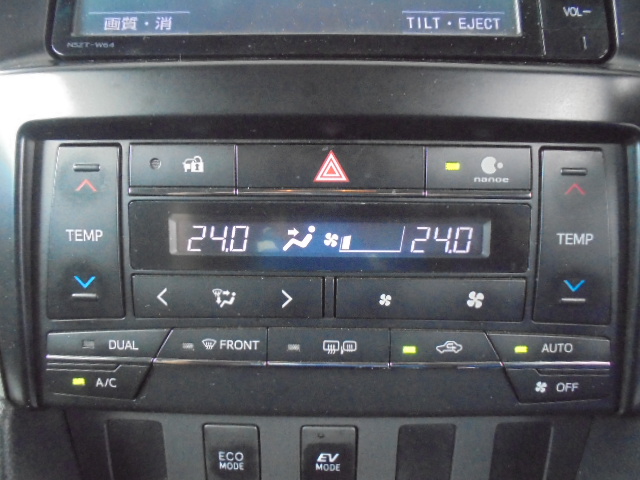 画質・消
TILT・EJECT
VOL−
NSZT-W64
nanoe
TEMP
24.0
24.0
TEMP
DUAL
FRONT
AUTO
A/C
OFF
ECO
MODE
EV
MODE